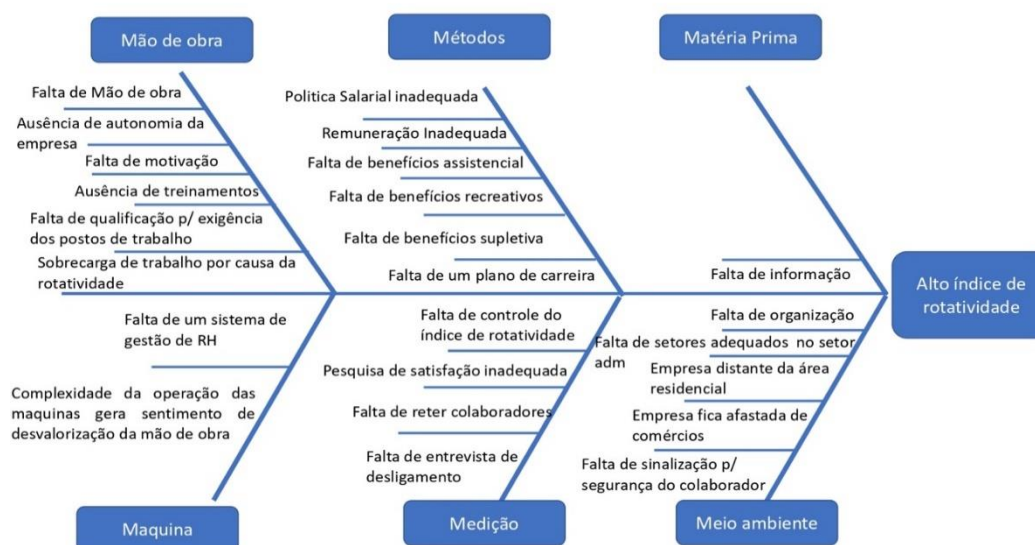 Mão de obra
Métodos
Matéria Prima
Falta de Mão de obra
Ausência de autonomia da
empresa
Falta de motivação
Ausência de treinamentos
Falta de qualificação p/ exigência
dos postos de trabalho
Sobrecarga de trabalho por causa da
rotatividade
Politica Salarial inadequada
Remuneração Inadequada
Falta de benefícios assistencial
Falta de benefícios recreativos
Falta de benefícios supletiva
Falta de um plano de carreira
Falta de informação
Alto índice de
rotatividade
Falta de um sistema de
gestão de RH
Complexidade da operação das
maquinas gera sentimento de
desvalorização da mão de obra
Falta de controle do
índice de rotatividade
Pesquisa de satisfação inadequada
Falta de reter colaboradores
Falta de entrevista de
desligamento
Falta de organização
Falta de setores adequados no setor
adm
Empresa distante da área
residencial
Empresa fica afastada de
comércios
Falta de sinalização p/
segurança do colaborador
Maquina
Medição
Meio ambiente